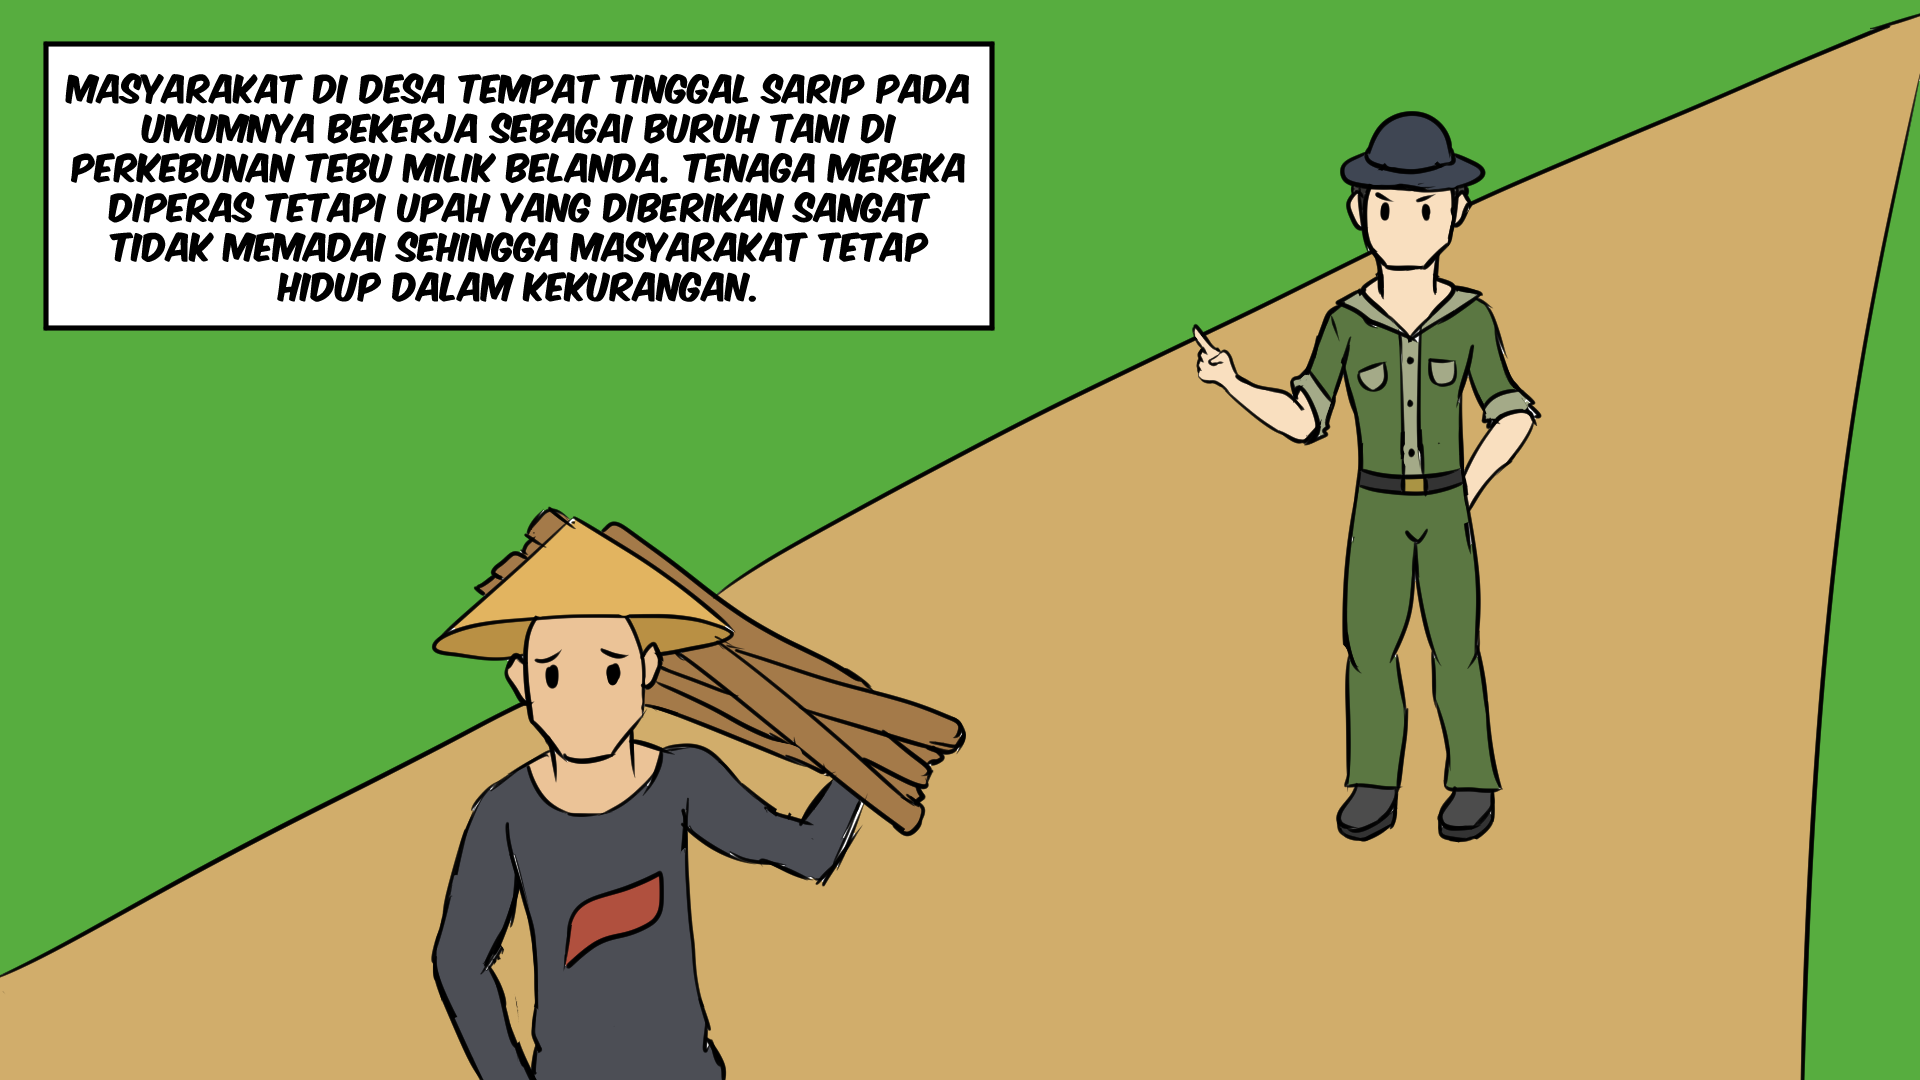 MASYARAKAT DI DESA TEMPAT TINGGAL SARIP PADA
UMUMNYA BEKERJA SEBAGAI BURUH TANI DI
PERKEBUNAN TEBU MILIK BELANDA. TENAGA MEREKA
DIPERAS TETAPI UPAH YANG DIBERIKAN SANGAT
TIDAK MEMADAI SEHINGGA MASYARAKAT TETAP
HIDUP DALAM KEKURANGAN.